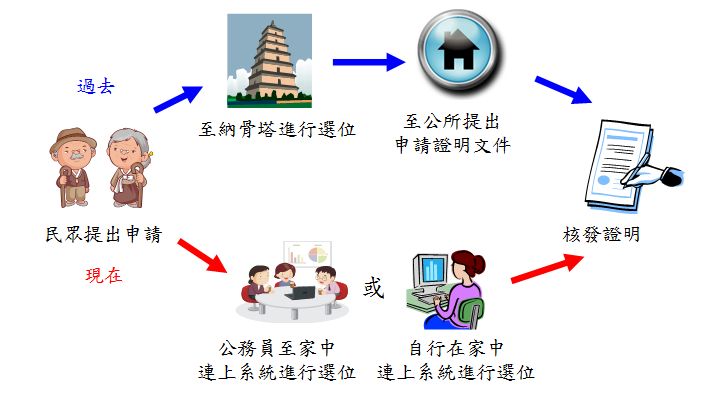 過去
至納骨塔進行選位
至公所提出
申請證明文件
民眾提出申請
現在
核發證明
公務員至家中
連上系統進行選位
或
自行在家中
連上系統進行選位